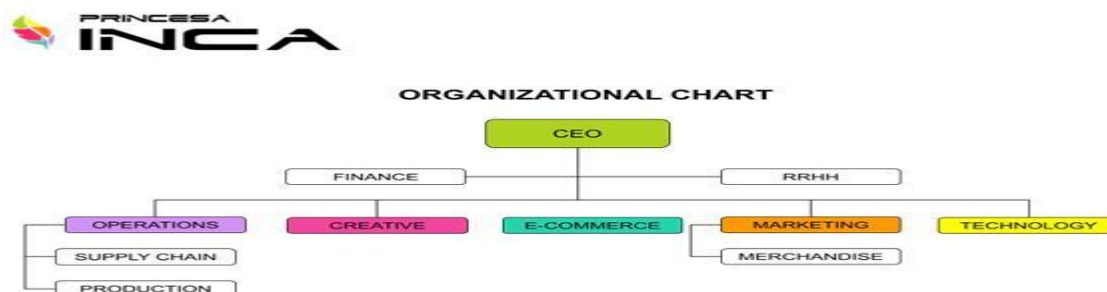 PRINCESA
INCA
ORGANIZATIONAL CHART
CEO
FINANCE
RRHH
OPERATIONS
CREATIVE
E-COMMERCE
MARKETING
TECHNOLOGY
SUPPLY CHAIN
MERCHANDISE
PRODUCTION